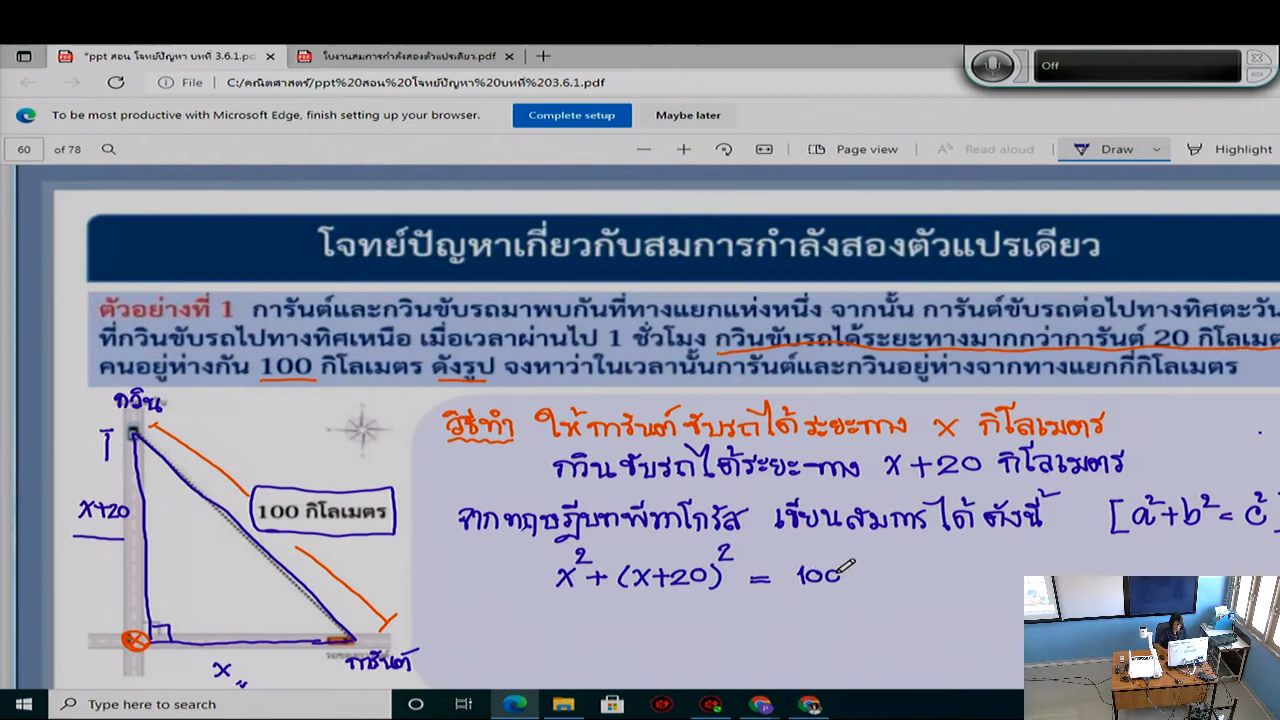 *ppt สอน โจทย์ปัญหา บทที่ 3.6.1.pd
ใบงานสมการกำลังสองตัวแปรเดียว.pdf
Off
File
C:/คณิตศาสตร์/ppt%20สอน%20โจทย์ปัญหา%20บทที่%203.6.1.pdf
To be most productive with Microsoft Edge, finish setting up your browser.
Complete setup
Maybe later
60 of 78
Page view
Read aloud
Draw
Highlight
โจทย์ปัญหาเกี่ยวกับสมการกำลังสองตัวแปรเดียว
ตัวอย่างที่ 1 การันต์และกวินขับรถมาพบกันที่ทางแยกแห่งหนึ่ง จากนั้น การันต์ขับรถต่อไปทางทิศตะวัน
ที่กวินขับรถไปทางทิศเหนือ เมื่อเวลาผ่านไป 1 ชั่วโมง กวินขับรถได้ระยะทางมากกว่าการันต์ 20 กิโลเมต
คนอยู่ห่างกัน 100 กิโลเมตร ดังรูป จงหาว่าในเวลานั้นการันต์และกวินอยู่ห่างจากทางแยกกี่กิโลเมตร
กวิน
x+20
100 กิโลเมตร
x
การันต์
วิธีทำ ให้การันต์ขับรถได้ระยะทาง x กิโลเมตร
กวินขับรถได้ระยะทาง x+20 กิโลเมตร
จากทฤษฎีบทพีทาโกรัส เขียนสมการได้ดังนี้ [a²+b² = c²]
x² + (x+20)² = 100
Type here to search